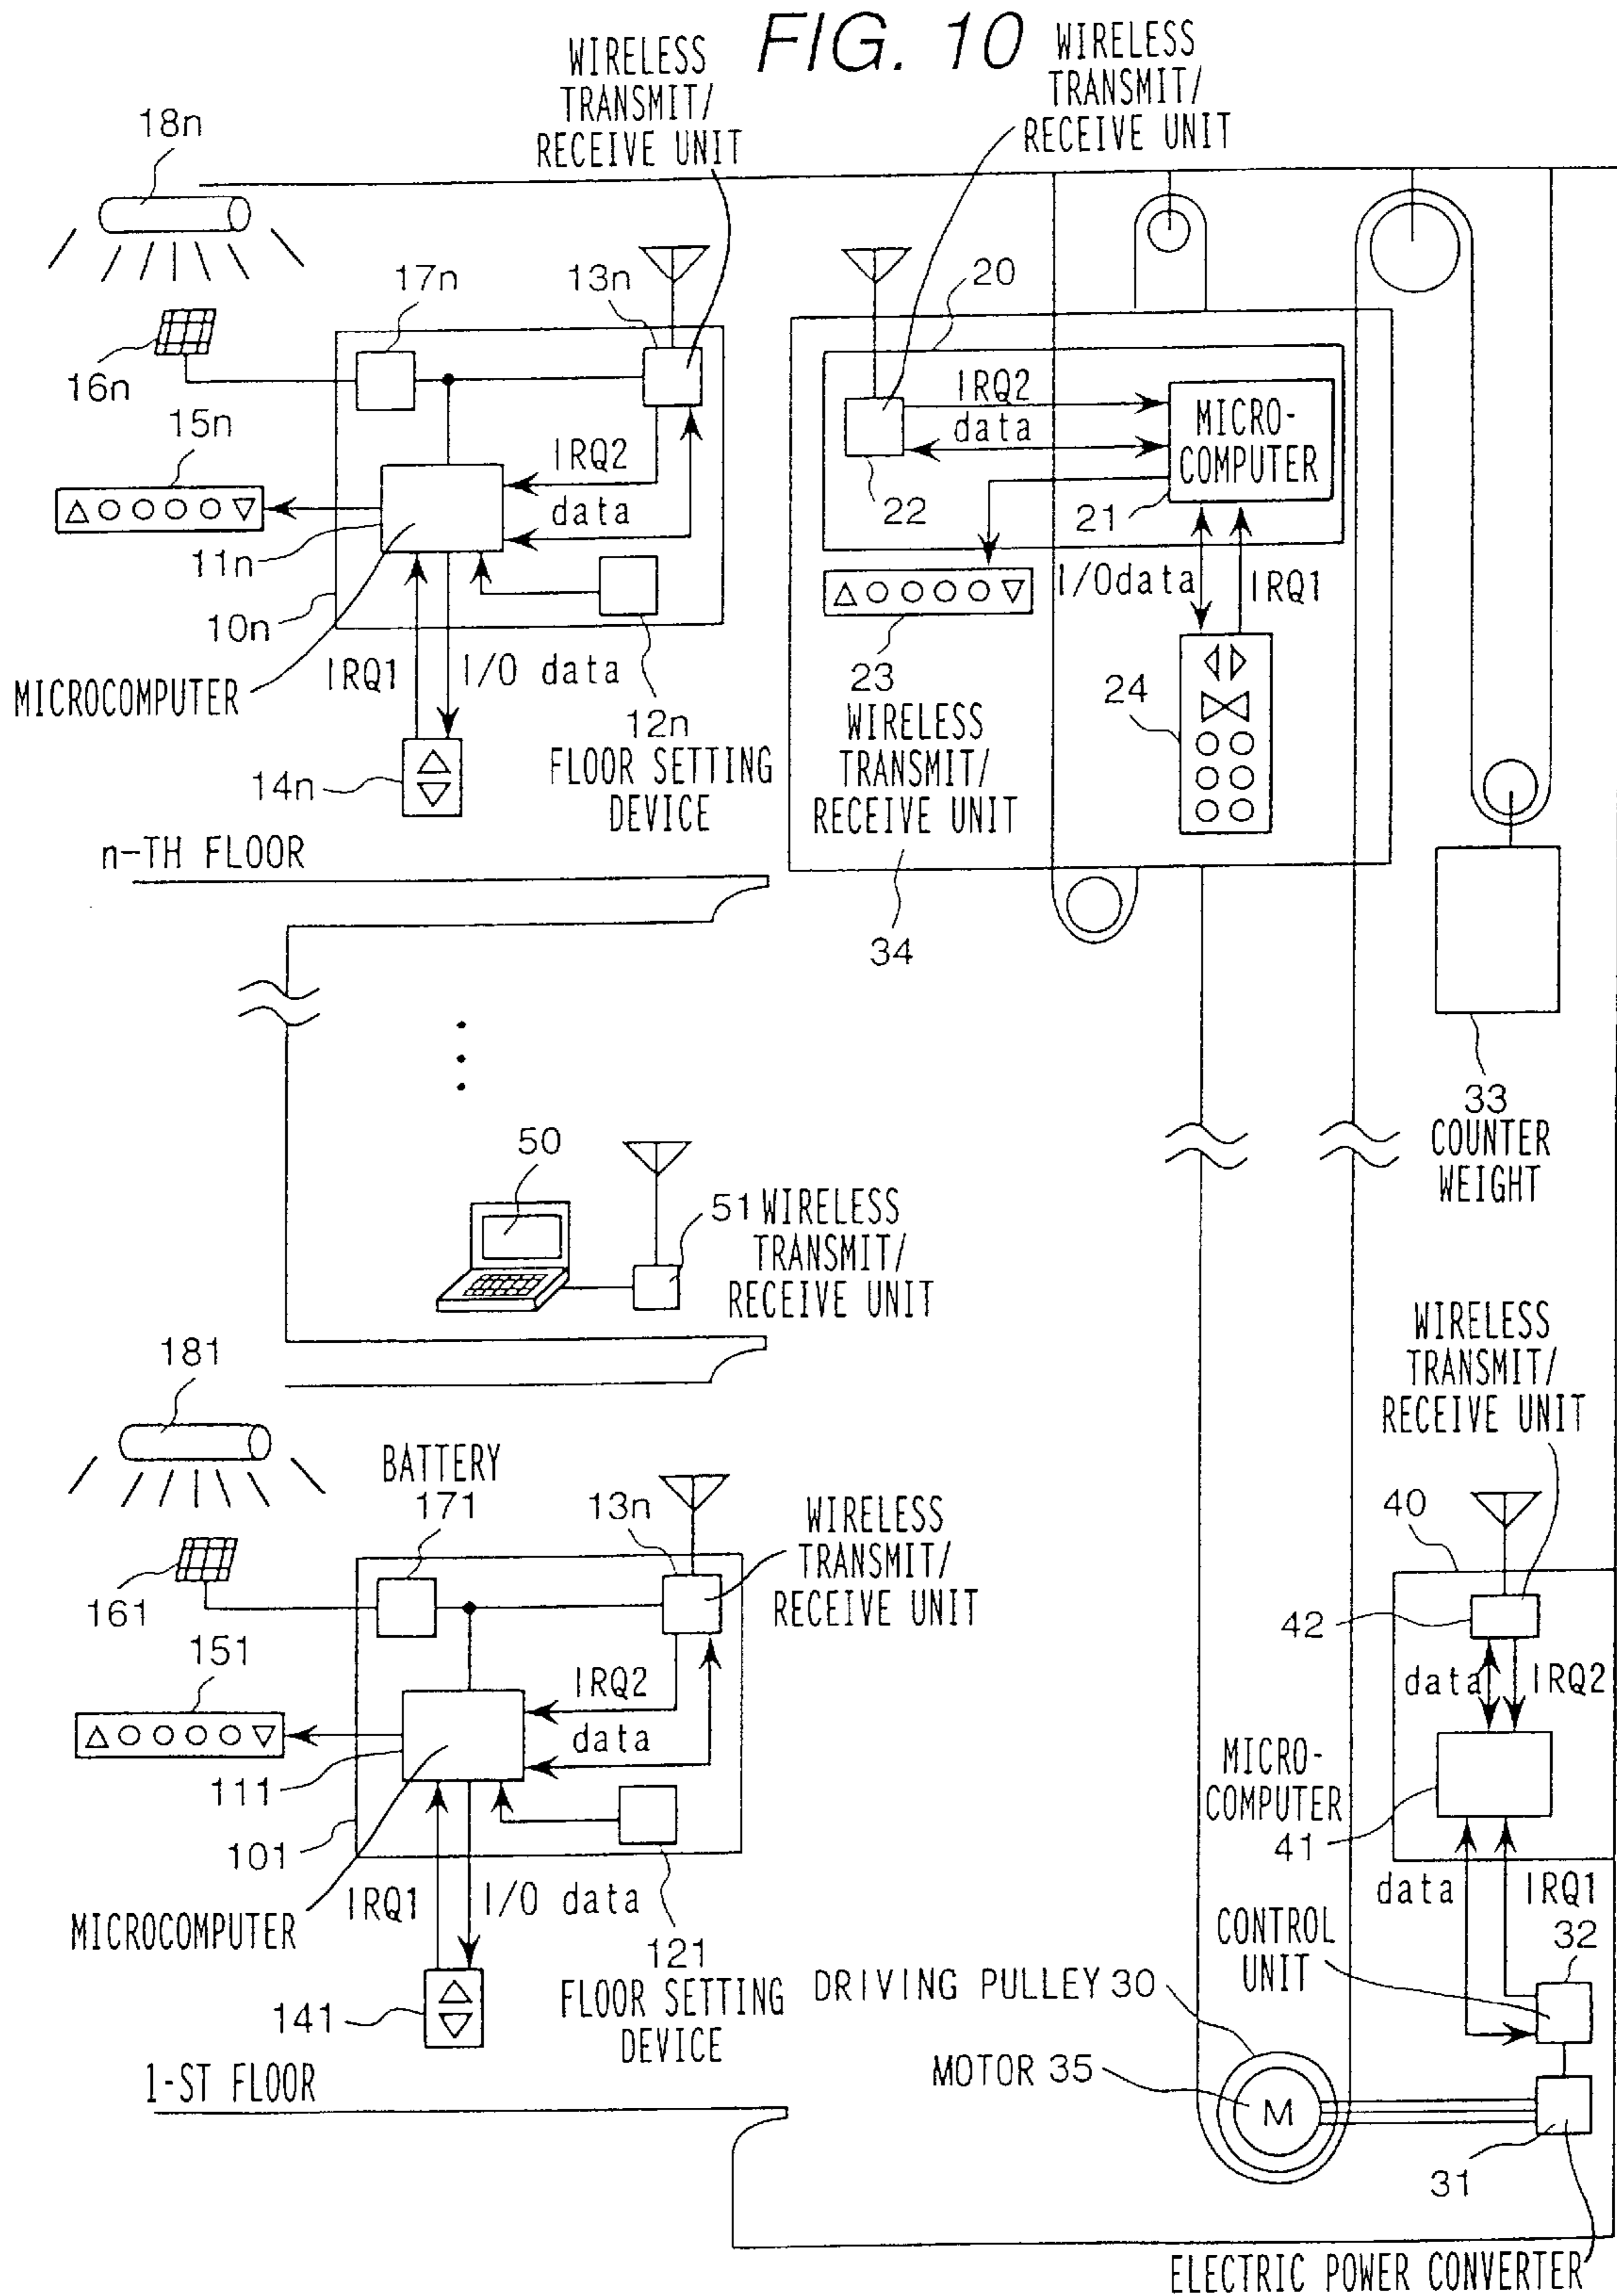 FIG. 10
WIRELESS
TRANSMIT/
RECEIVE UNIT
WIRELESS
TRANSMIT/
RECEIVE UNIT
18n
17n
13n
16n
15n
IRQ2
data
11n
10n
IRQ1
I/O data
MICROCOMPUTER
12n
FLOOR SETTING
DEVICE
14n
n-TH FLOOR
20
IRQ2
data
MICRO-
COMPUTER
22
21
I/Odata
IRQ1
23
WIRELESS
TRANSMIT/
RECEIVE UNIT
24
34
33
COUNTER
WEIGHT
50
51 WIRELESS
TRANSMIT/
RECEIVE UNIT
181
BATTERY
171
13n
WIRELESS
TRANSMIT/
RECEIVE UNIT
161
151
IRQ2
data
111
101
IRQ1
I/O data
MICROCOMPUTER
121
FLOOR SETTING
DEVICE
141
1-ST FLOOR
WIRELESS
TRANSMIT/
RECEIVE UNIT
40
42
data
IRQ2
MICRO-
COMPUTER
41
data
IRQ1
CONTROL
UNIT
32
DRIVING PULLEY 30
MOTOR 35
M
31
ELECTRIC POWER CONVERTER